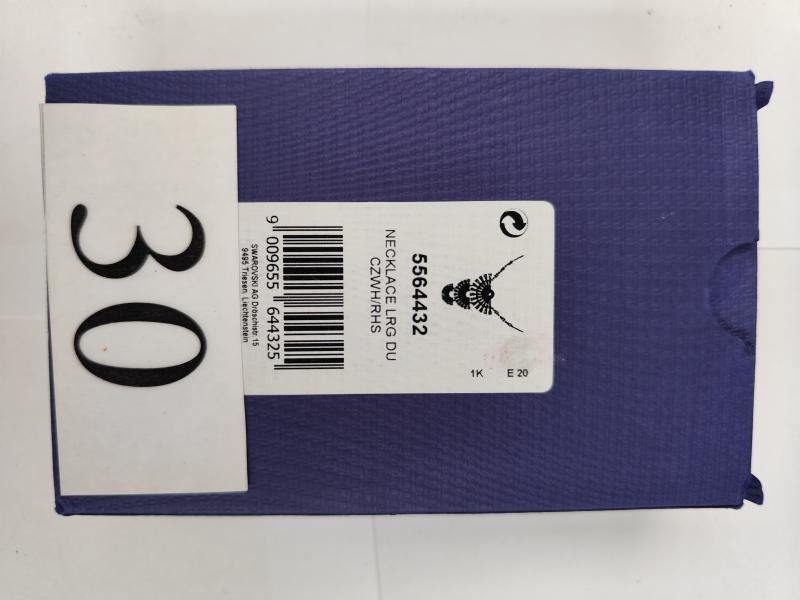 30
5564432
NECKLACE LRG DU
CZWH/RHS
1K E 20
9 009655 644325
SWAROVSKI AG Dröschistr.15
9495 Triesen, Liechtenstein